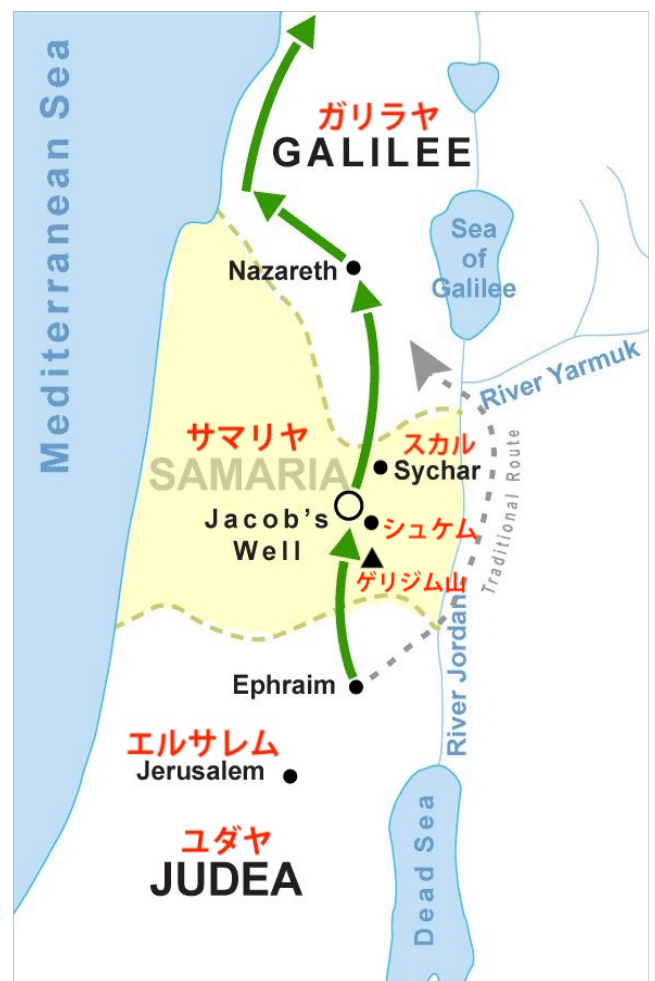 Mediterranean Sea
ガリラヤ
GALILEE
Sea
of
Galilee
Nazareth
River Yarmuk
サマリヤ
SAMARIA
スカル
Sychar
Traditional Route
Jacob's
Well
シュケム
ゲリジム山
River Jordan
Ephraim
エルサレム
Jerusalem
ユダヤ
JUDEA
Dead Sea